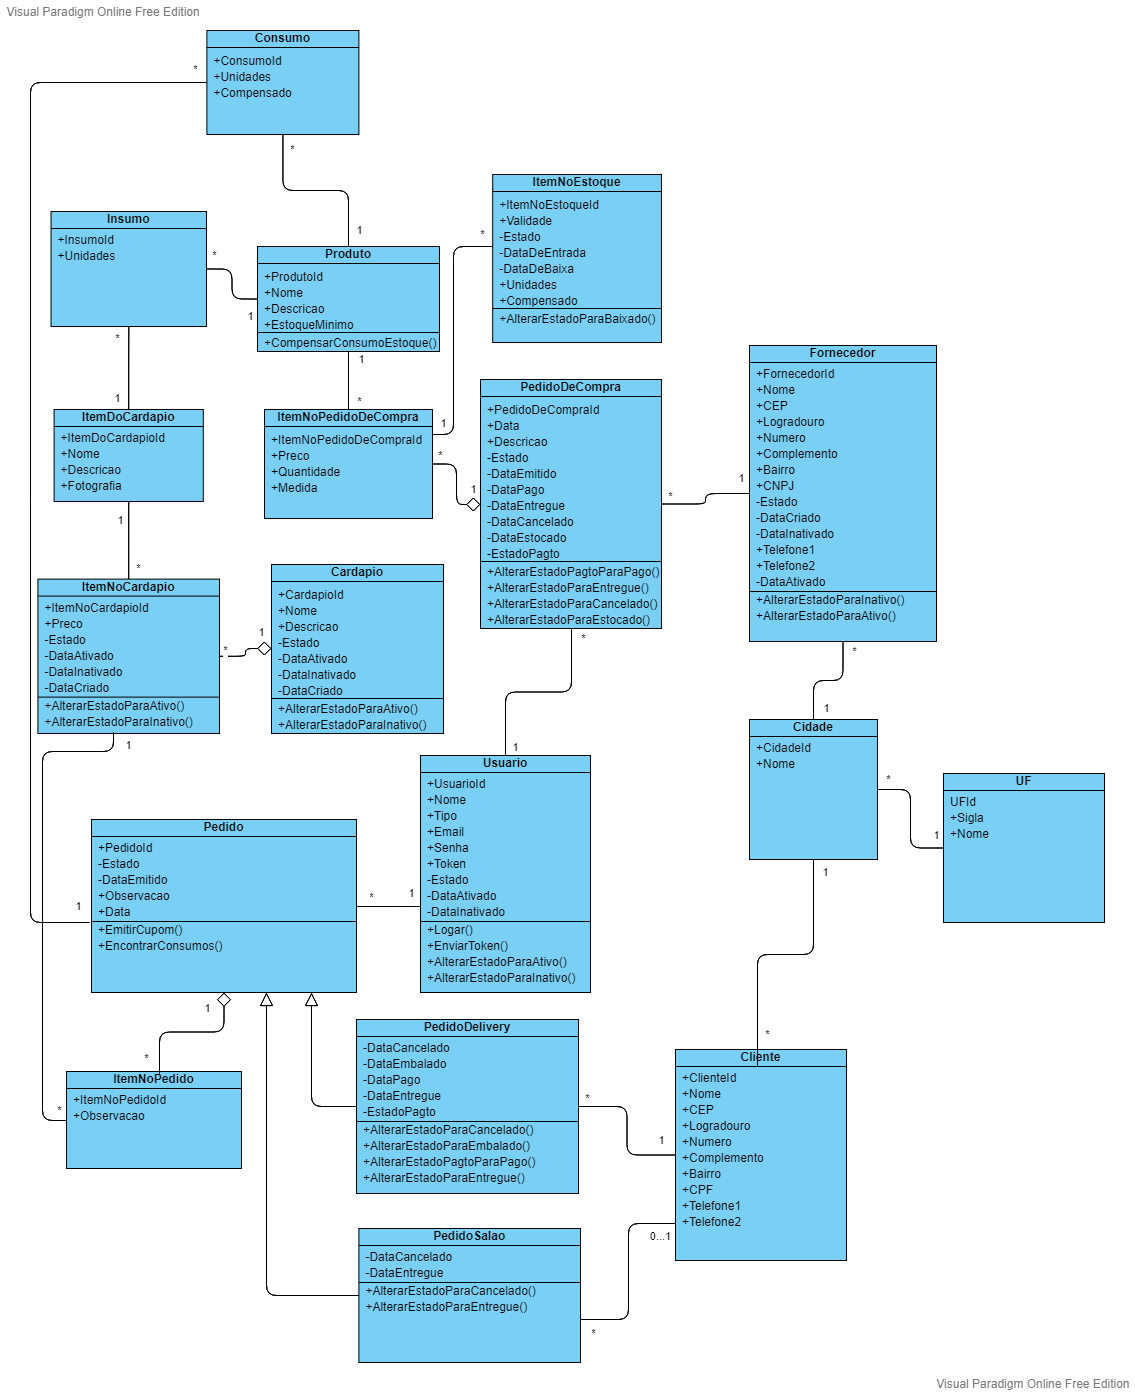 Visual Paradigm Online Free Edition
Consumo
+ConsumoId
+Unidades
+Compensado
*
*
1
ItemNoEstoque
+ItemNoEstoqueId
+Validade
-Estado
-DataDeEntrada
-DataDeBaixa
+Unidades
+Compensado
+AlterarEstadoParaBaixado()
*
Insumo
+InsumoId
+Unidades
*
1
*
Produto
+ProdutoId
+Nome
+Descricao
+EstoqueMinimo
+CompensarConsumoEstoque()
1
*
1
ItemDoCardapio
+ItemDoCardapioId
+Nome
+Descricao
+Fotografia
1
*
ItemNoPedidoDeCompra
+ItemNoPedidoDeCompraId
+Preco
+Quantidade
+Medida
1
*
1
PedidoDeCompra
+PedidoDeCompraId
+Data
+Descricao
-Estado
-DataEmitido
-DataPago
-DataEntregue
-DataCancelado
-DataEstocado
-EstadoPagto
+AlterarEstadoPagtoParaPago()
+AlterarEstadoParaEntregue()
+AlterarEstadoParaCancelado()
+AlterarEstadoParaEstocado()
*
1
*
Fornecedor
+FornecedorId
+Nome
+CEP
+Logradouro
+Numero
+Complemento
+Bairro
+CNPJ
-Estado
-DataCriado
-DataInativado
+Telefone1
+Telefone2
-DataAtivado
+AlterarEstadoParaInativo()
+AlterarEstadoParaAtivo()
*
1
ItemNoCardapio
+ItemNoCardapioId
+Preco
-Estado
-DataAtivado
-DataInativado
-DataCriado
+AlterarEstadoParaAtivo()
+AlterarEstadoParaInativo()
1
*
1
Cardapio
+CardapioId
+Nome
+Descricao
-Estado
-DataAtivado
-DataInativado
-DataCriado
+AlterarEstadoParaAtivo()
+AlterarEstadoParaInativo()
1
Usuario
+UsuarioId
+Nome
+Tipo
+Email
+Senha
+Token
-Estado
-DataAtivado
-DataInativado
+Logar()
+EnviarToken()
+AlterarEstadoParaAtivo()
+AlterarEstadoParaInativo()
Cidade
+CidadeId
+Nome
*
1
1
UF
UFId
+Sigla
+Nome
Pedido
+PedidoId
-Estado
-DataEmitido
+Observacao
+Data
+EmitirCupom()
+EncontrarConsumos()
1
*
1
1
*
ItemNoPedido
+ItemNoPedidoId
+Observacao
*
PedidoDelivery
-DataCancelado
-DataEmbalado
-DataPago
-DataEntregue
-EstadoPagto
+AlterarEstadoParaCancelado()
+AlterarEstadoParaEmbalado()
+AlterarEstadoPagtoParaPago()
+AlterarEstadoParaEntregue()
*
1
*
Cliente
+ClienteId
+Nome
+CEP
+Logradouro
+Numero
+Complemento
+Bairro
+CPF
+Telefone1
+Telefone2
0...1
PedidoSalao
-DataCancelado
-DataEntregue
+AlterarEstadoParaCancelado()
+AlterarEstadoParaEntregue()
*
Visual Paradigm Online Free Edition